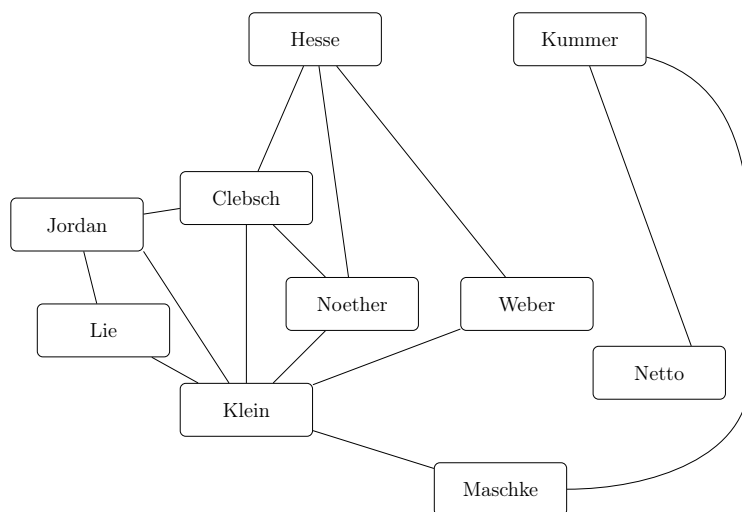 Hesse
Kummer
Clebsch
Jordan
Noether
Weber
Lie
Netto
Klein
Maschke